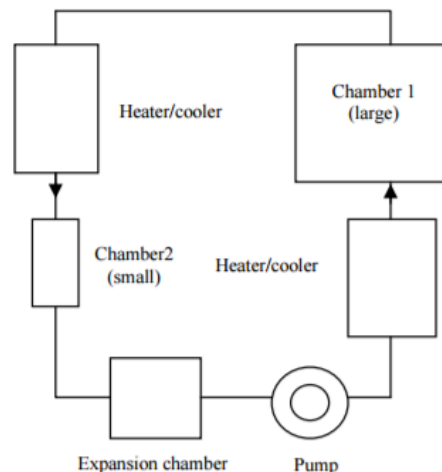 Heater/cooler
Chamber 1
(large)
Chamber2
(small)
Heater/cooler
Expansion chamber
Pump